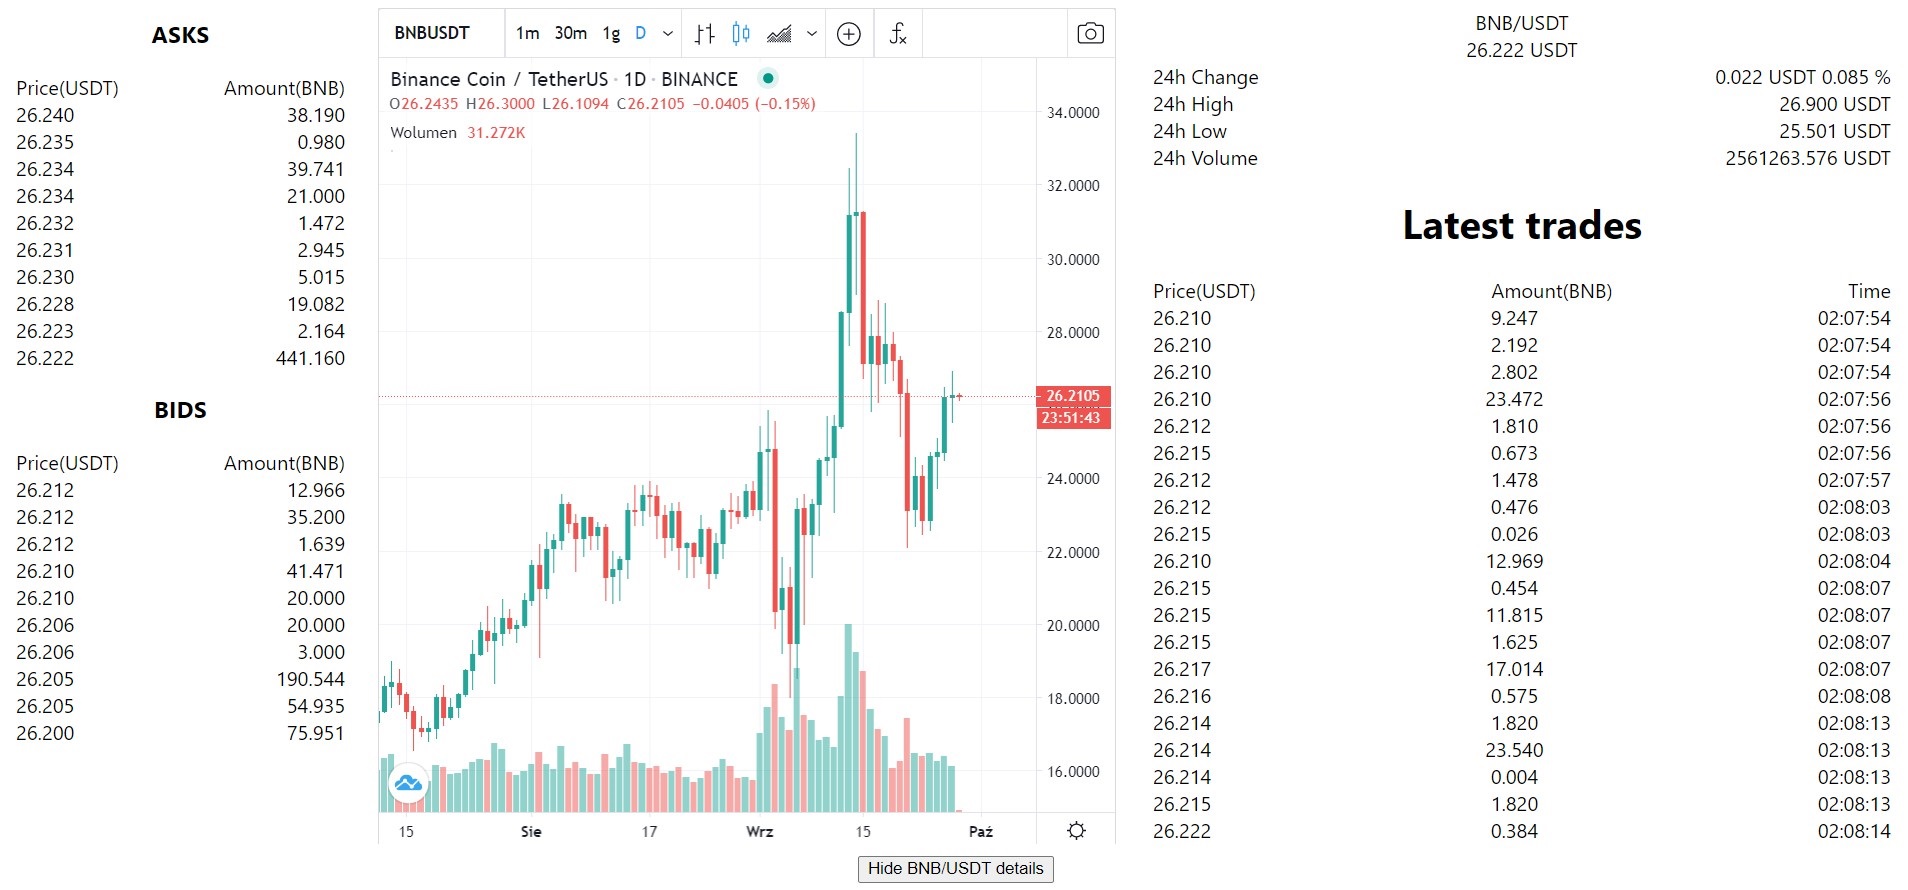 ASKS
Price(USDT) Amount(BNB)
26.240 38.190
26.235 0.980
26.234 39.741
26.234 21.000
26.232 1.472
26.231 2.945
26.230 5.015
26.228 19.082
26.223 2.164
26.222 441.160
BIDS
Price(USDT) Amount(BNB)
26.212 12.966
26.212 35.200
26.212 1.639
26.210 41.471
26.210 20.000
26.206 20.000
26.206 3.000
26.205 190.544
26.205 54.935
26.200 75.951
BNBUSDT 1m 30m 1g D fx
Binance Coin / TetherUS · 1D · BINANCE
O26.2435 H26.3000 L26.1094 C26.2105 −0.0405 (−0.15%)
Wolumen 31.272K
34.0000
32.0000
30.0000
28.0000
26.2105
23:51:43
24.0000
22.0000
20.0000
18.0000
16.0000
15 Sie 17 Wrz 15 Paź
Hide BNB/USDT details
BNB/USDT
26.222 USDT
24h Change 0.022 USDT 0.085 %
24h High 26.900 USDT
24h Low 25.501 USDT
24h Volume 2561263.576 USDT
Latest trades
Price(USDT) Amount(BNB) Time
26.210 9.247 02:07:54
26.210 2.192 02:07:54
26.210 2.802 02:07:54
26.210 23.472 02:07:56
26.212 1.810 02:07:56
26.215 0.673 02:07:56
26.212 1.478 02:07:57
26.212 0.476 02:08:03
26.215 0.026 02:08:03
26.210 12.969 02:08:04
26.215 0.454 02:08:07
26.215 11.815 02:08:07
26.215 1.625 02:08:07
26.217 17.014 02:08:07
26.216 0.575 02:08:08
26.214 1.820 02:08:13
26.214 23.540 02:08:13
26.214 0.004 02:08:13
26.215 1.820 02:08:13
26.222 0.384 02:08:14